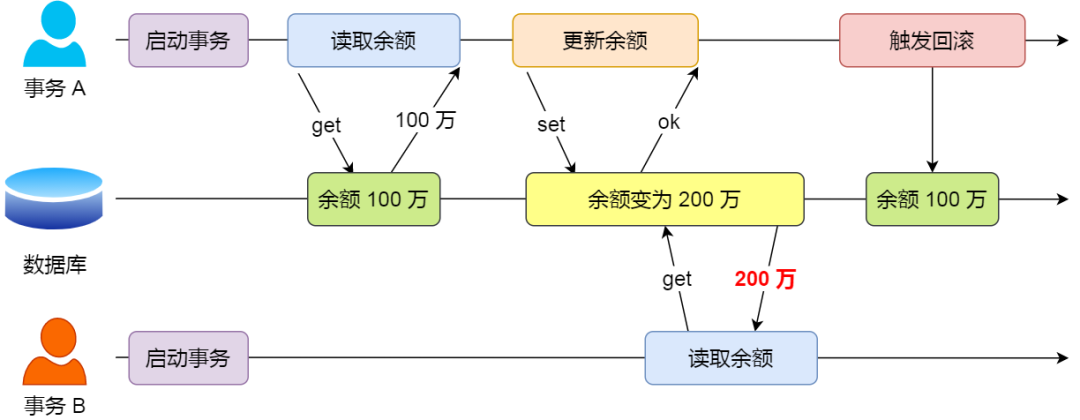 启动事务
读取余额
更新余额
触发回滚
事务 A
get
100 万
set
ok
余额 100 万
余额变为 200 万
余额 100 万
数据库
get
200 万
启动事务
读取余额
事务 B